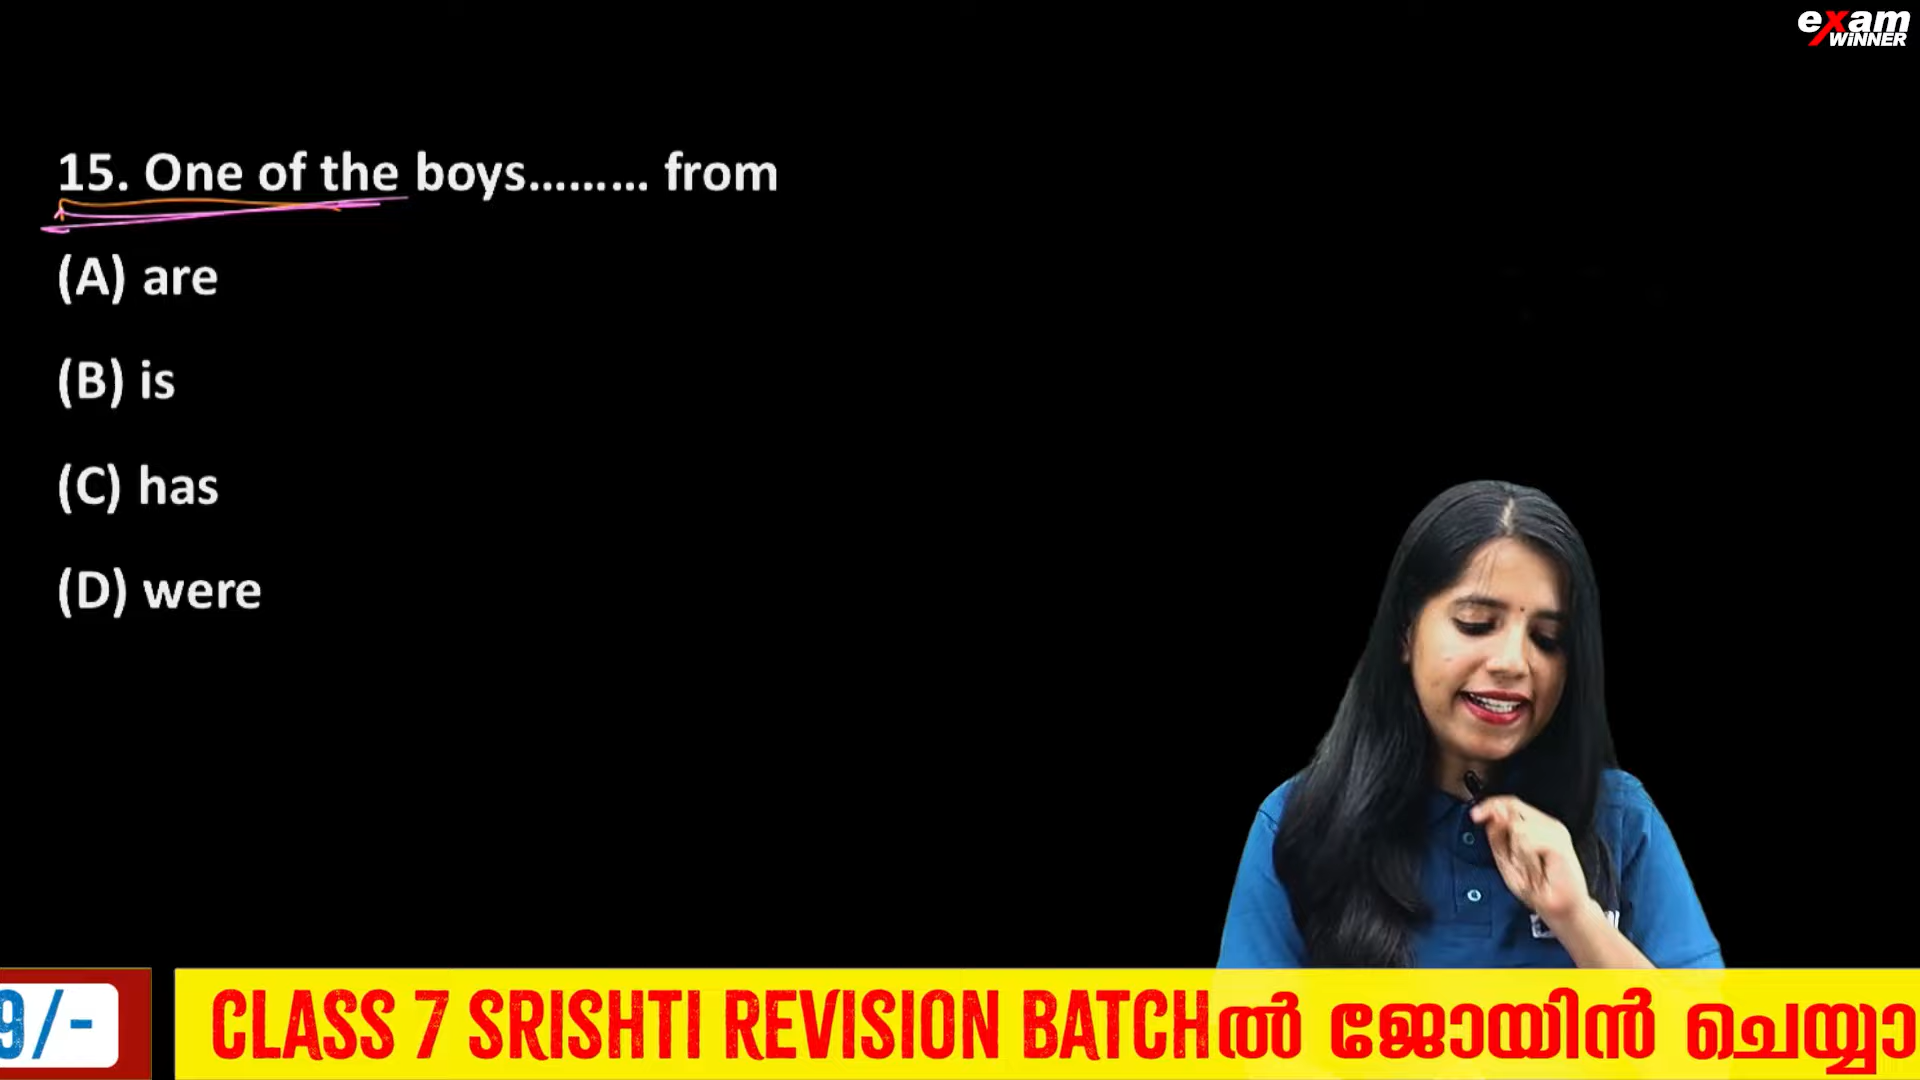 exam
WINNER
15. One of the boys......... from
(A) are
(B) is
(C) has
(D) were
9/-
CLASS 7 SRISHTI REVISION BATCHൽ ജോയിൻ ചെയ്യാ